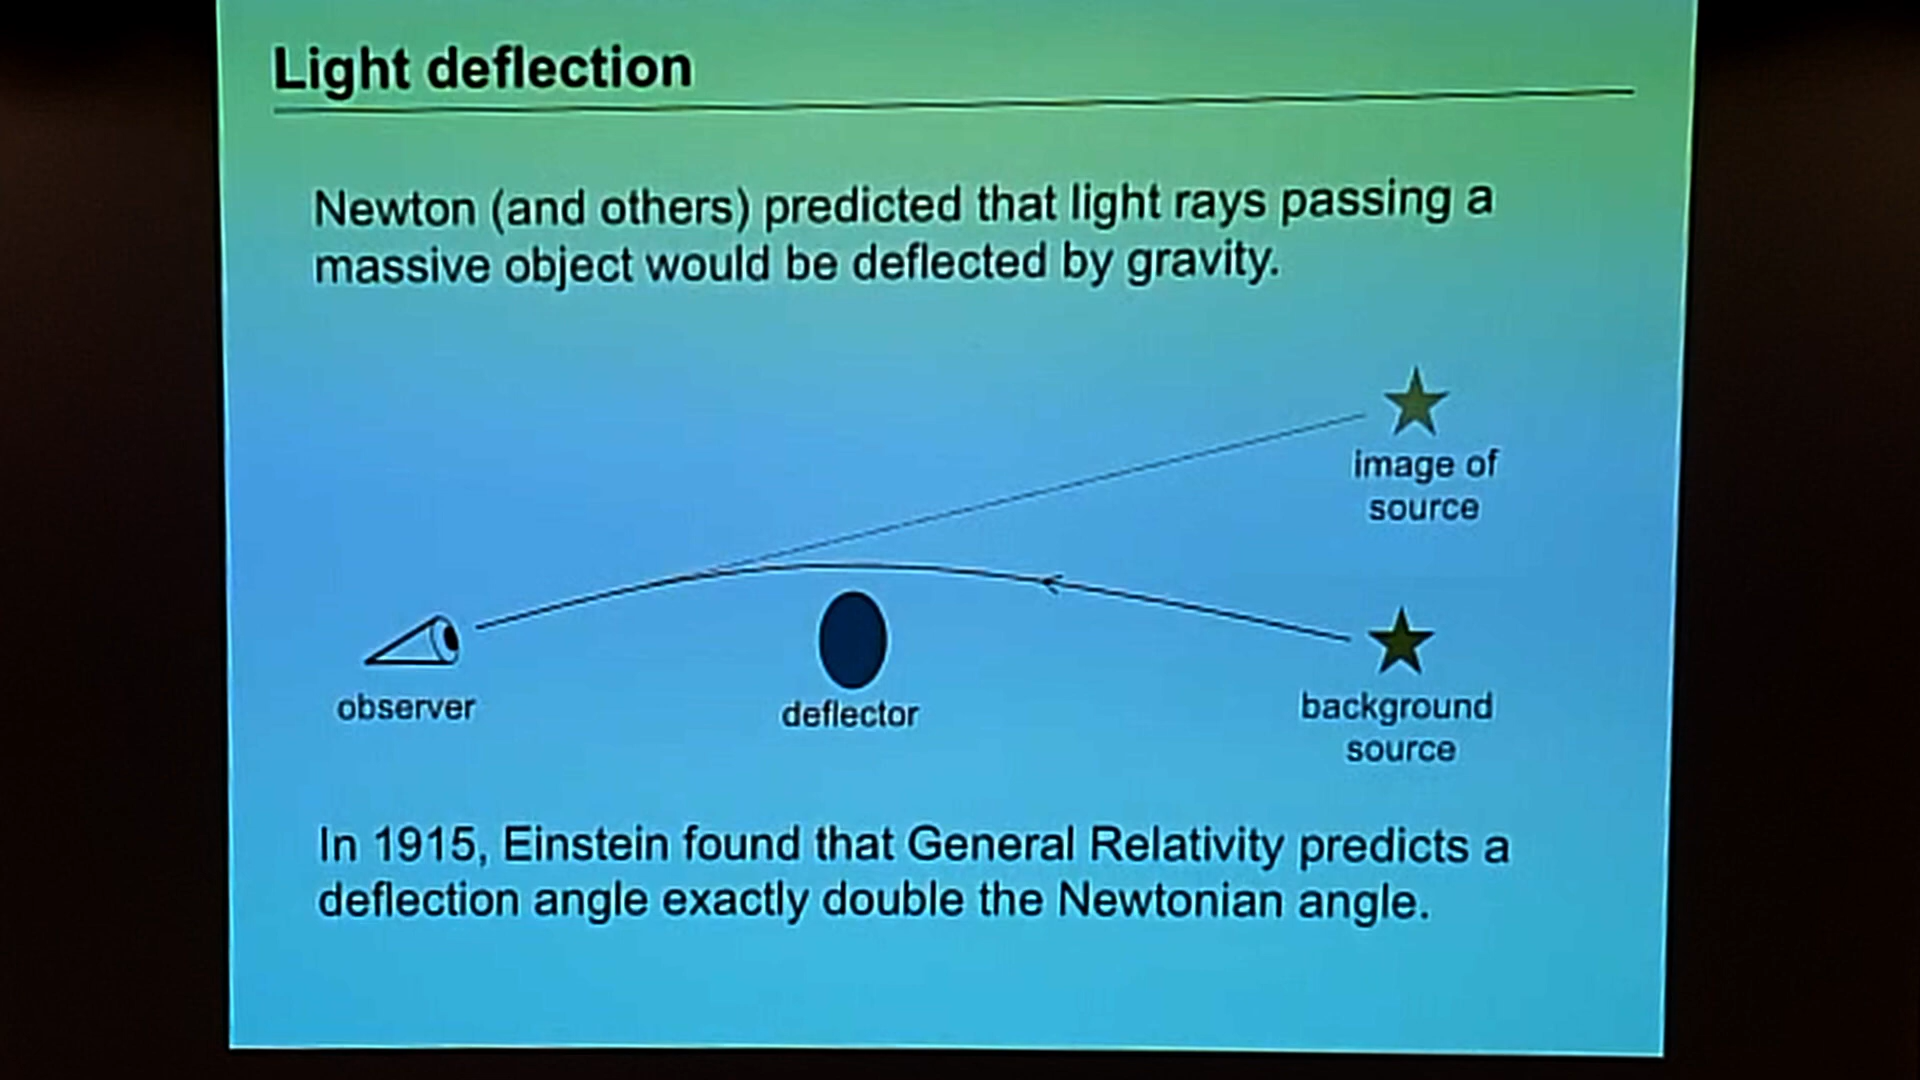 Light deflection
Newton (and others) predicted that light rays passing a
massive object would be deflected by gravity.
image of
source
observer
deflector
background
source
In 1915, Einstein found that General Relativity predicts a
deflection angle exactly double the Newtonian angle.